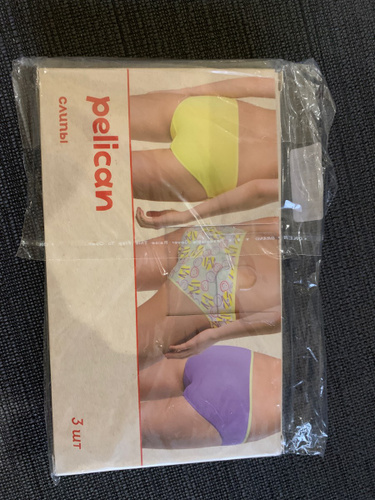 pelican
слипы
3 шт